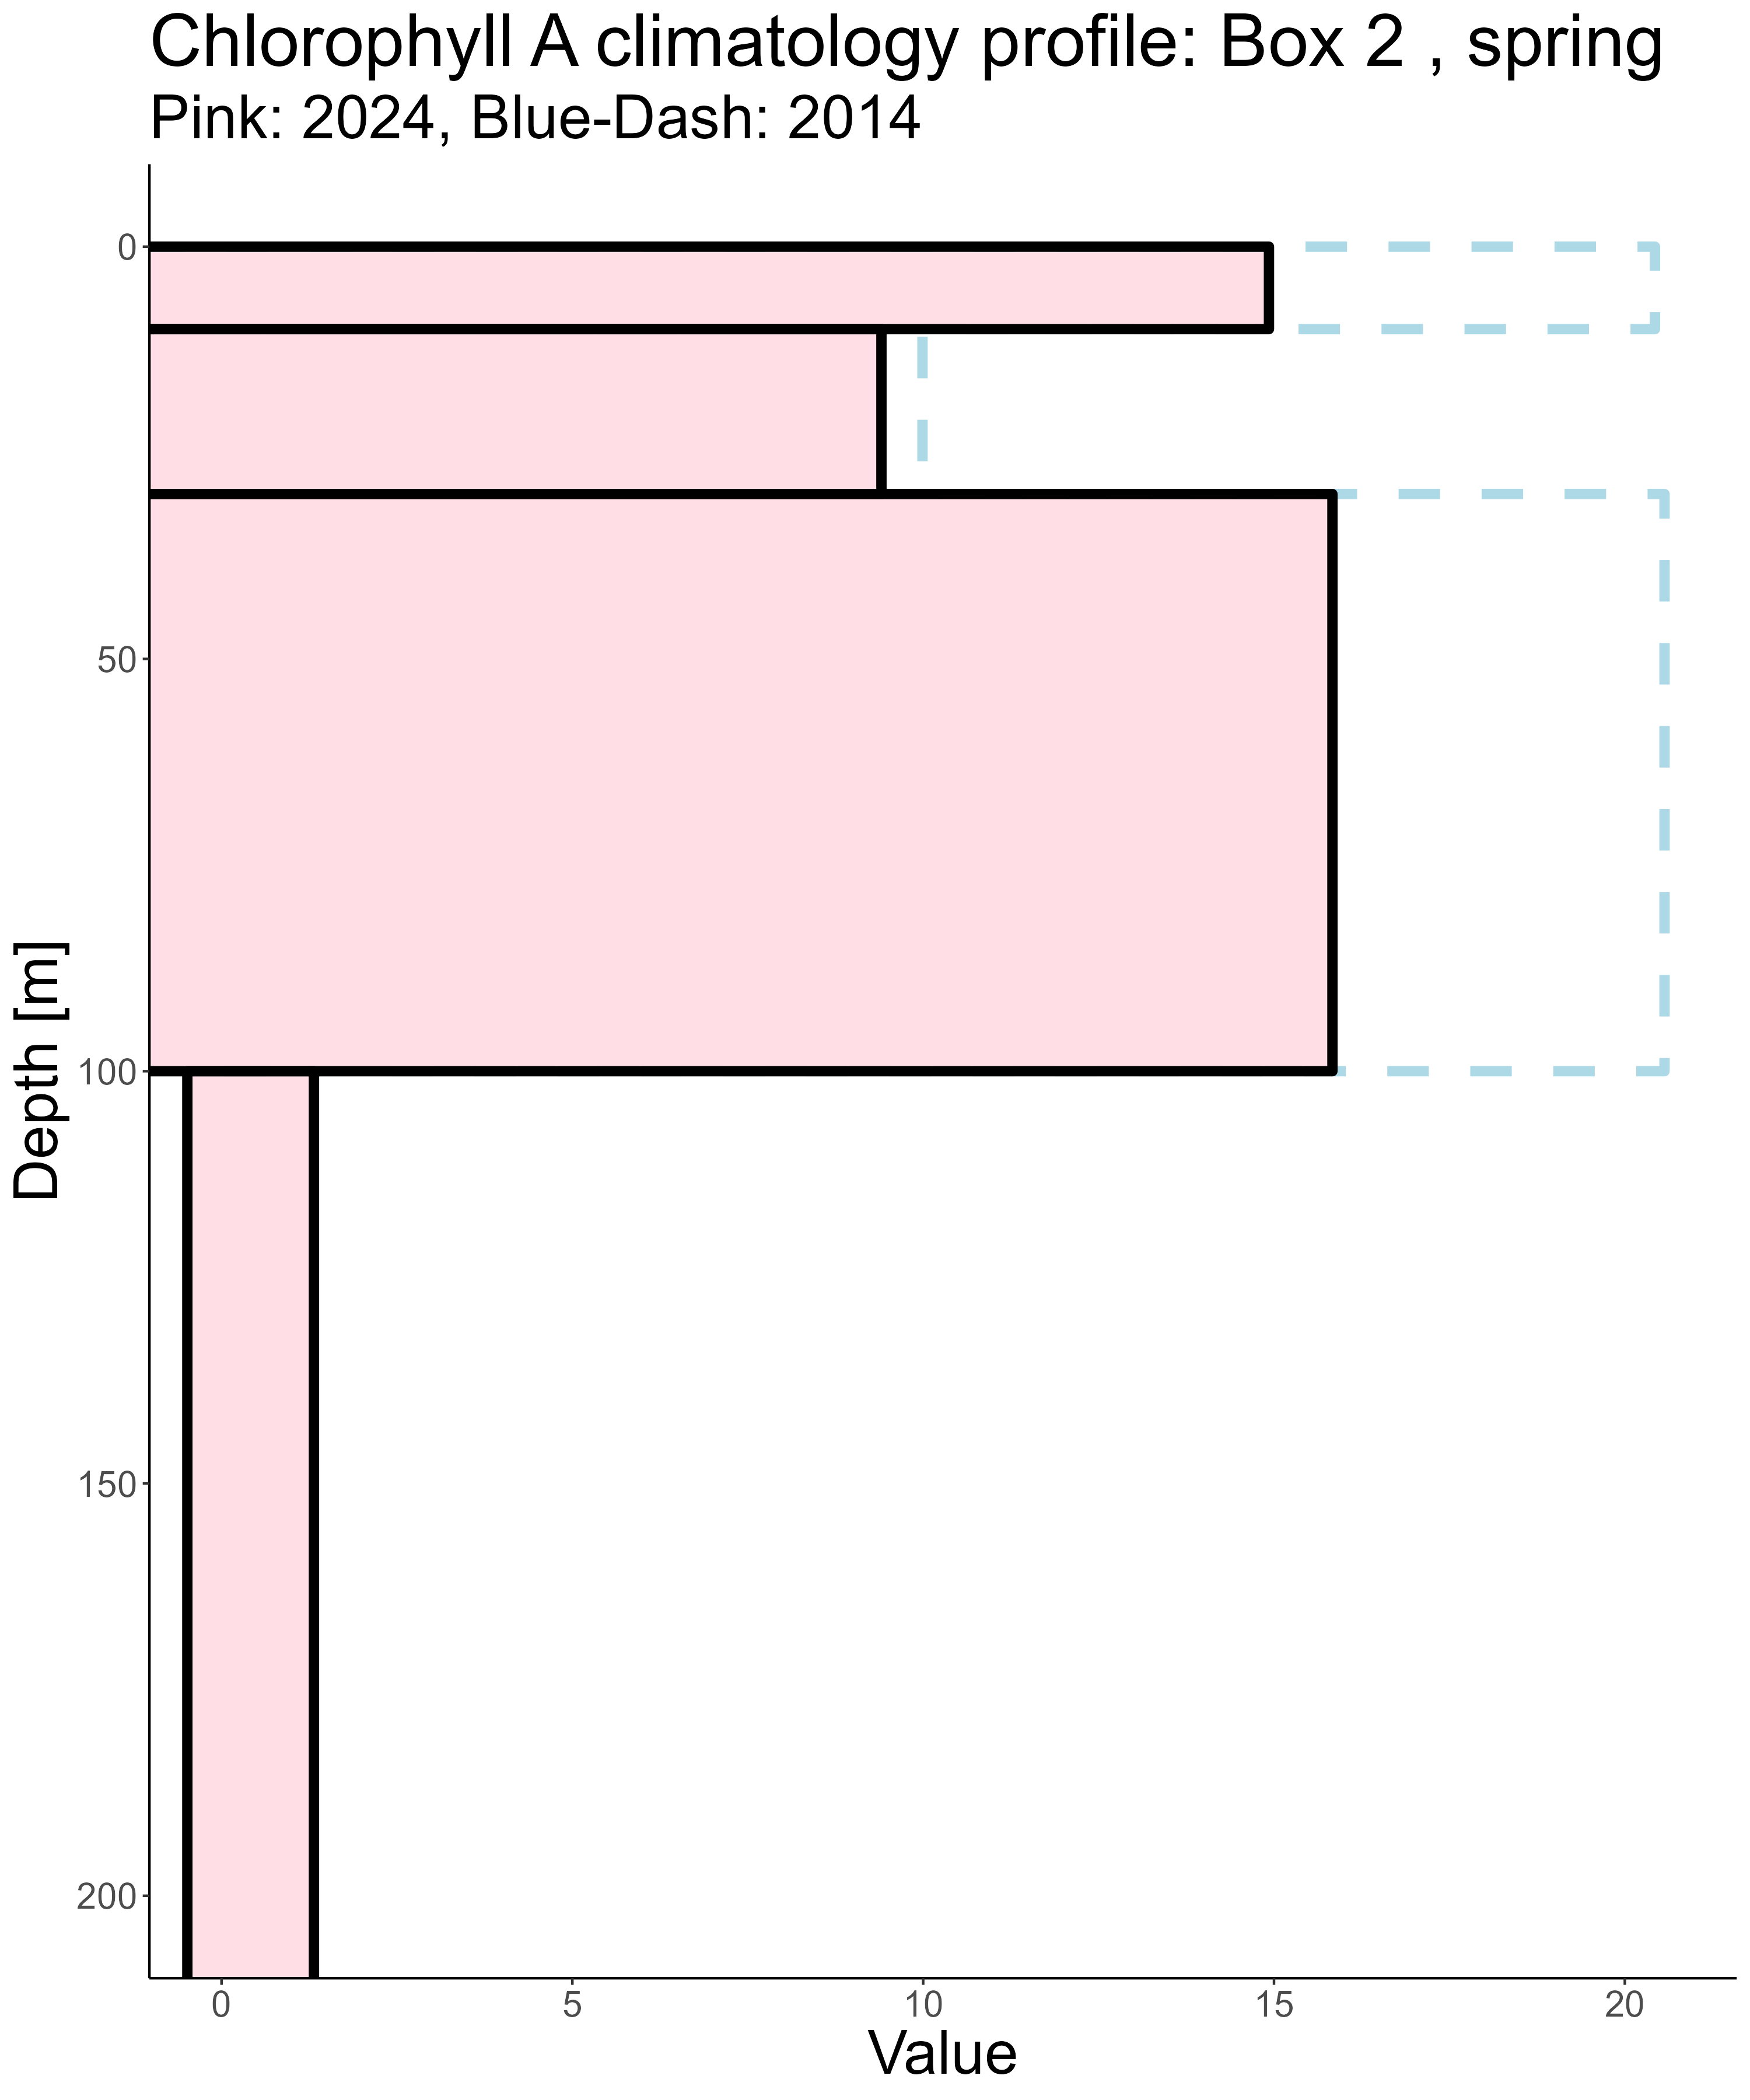 Chlorophyll A climatology profile: Box 2 , spring
Pink: 2024, Blue-Dash: 2014
0
50
100
150
200
Depth [m]
0 5 10 15 20
Value